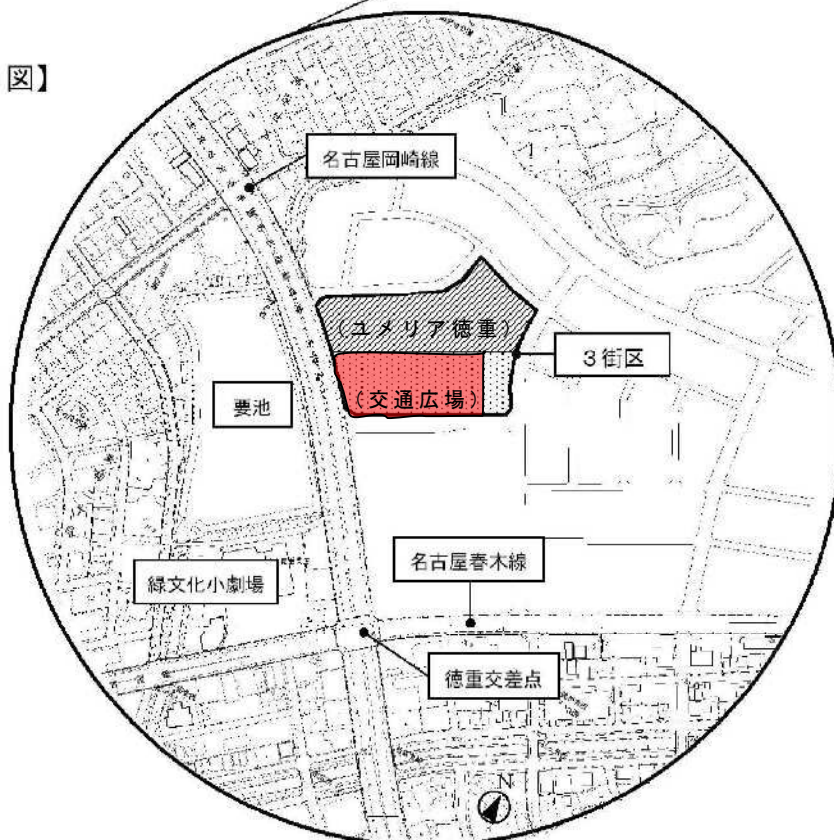 図】
名古屋岡崎線
(ユメリア徳重)
3街区
(交通広場)
要池
名古屋春木線
緑文化小劇場
徳重交差点
N